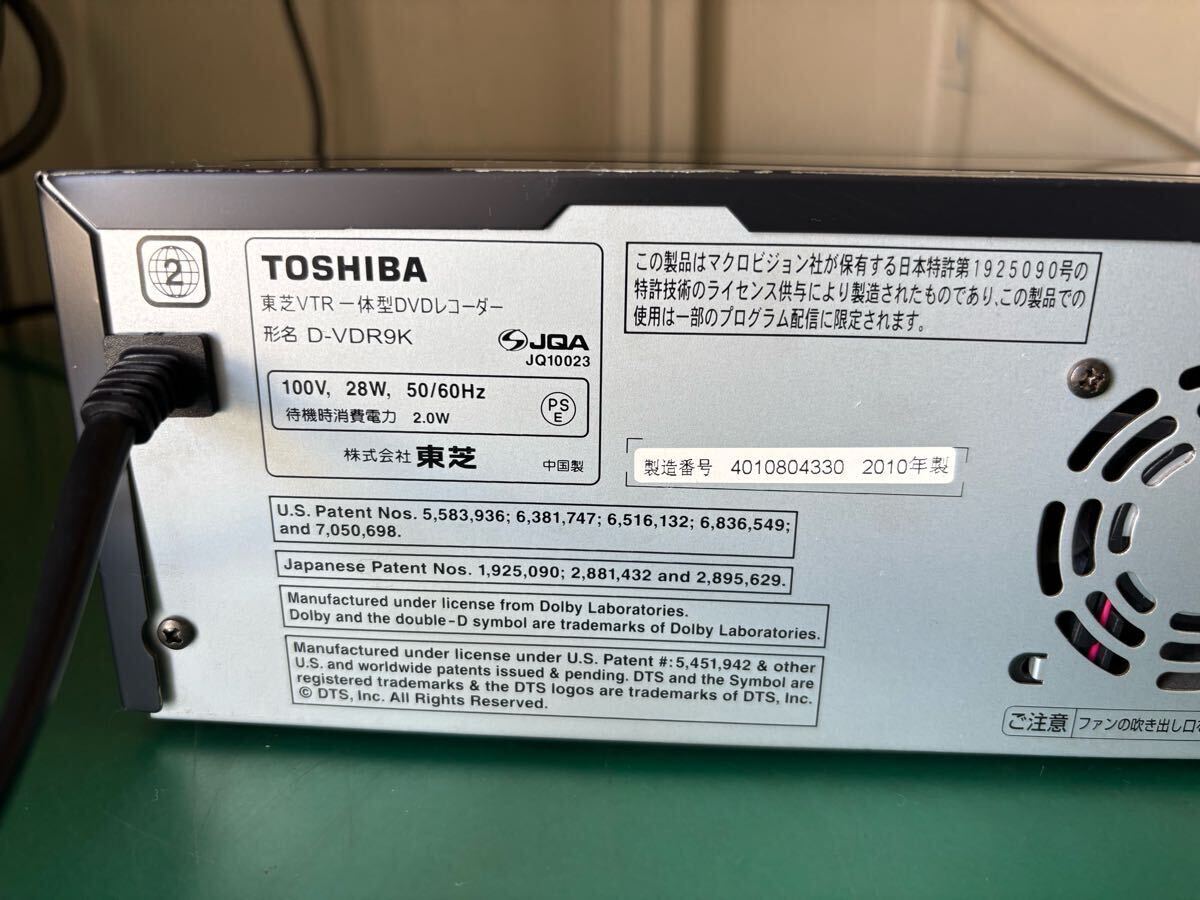 2
TOSHIBA
東芝VTR一体型DVDレコーダー
形名 D-VDR9K
JQA
JQ10023
100V, 28W, 50/60Hz
待機時消費電力 2.0W
PS
E
株式会社 東芝
中国製
この製品はマクロビジョン社が保有する日本特許第1925090号の
特許技術のライセンス供与により製造されたものであり、この製品での
使用は一部のプログラム配信に限定されます。
製造番号 4010804330 2010年製
U.S. Patent Nos. 5,583,936; 6,381,747; 6,516,132; 6,836,549;
and 7,050,698.
Japanese Patent Nos. 1,925,090; 2,881,432 and 2,895,629.
Manufactured under license from Dolby Laboratories.
Dolby and the double-D symbol are trademarks of Dolby Laboratories.
Manufactured under license under U.S. Patent #: 5,451,942 & other
U.S. and worldwide patents issued & pending. DTS and the Symbol are
registered trademarks & the DTS logos are trademarks of DTS, Inc.
© DTS, Inc. All Rights Reserved.
ご注意 ファンの吹き出し口